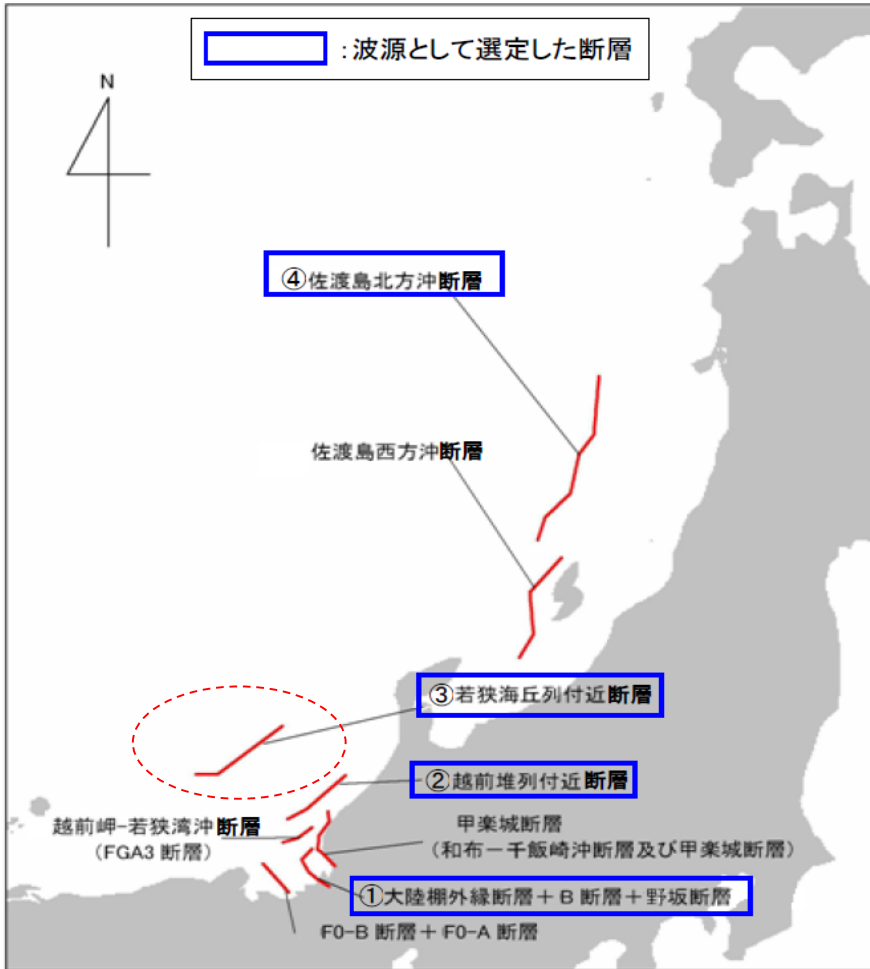 :波源として選定した断層
N
④佐渡島北方沖断層
佐渡島西方沖断層
③若狭海丘列付近断層
②越前堆列付近断層
越前岬-若狭湾沖断層
(FGA3 断層)
甲楽城断層
(和布ー干飯崎沖断層及び甲楽城断層)
①大陸棚外縁断層+B 断層+野坂断層
F0-B 断層+F0-A 断層